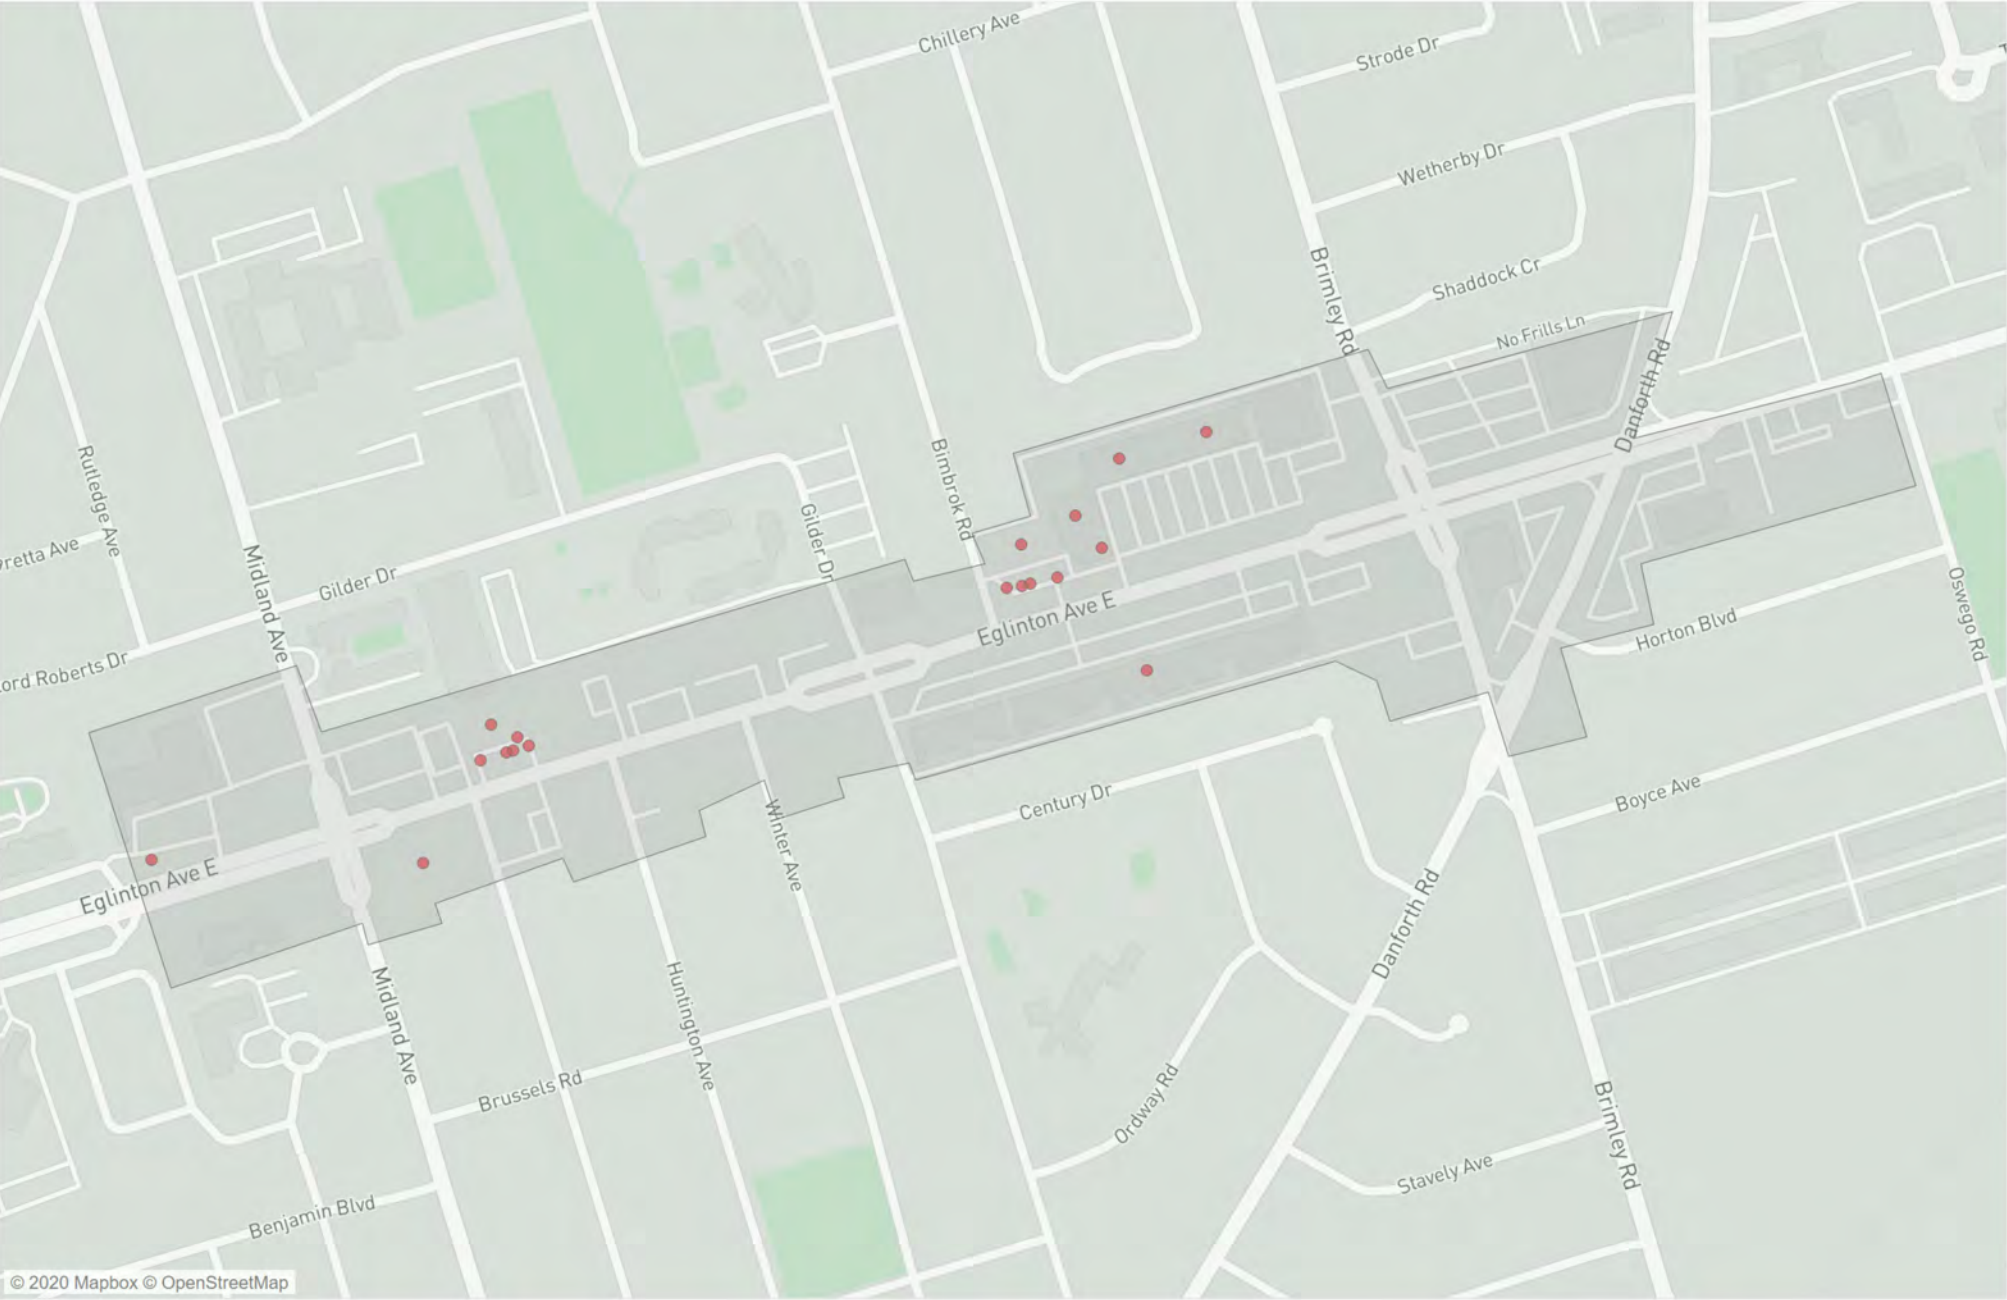 Chillery Ave
Strode Dr
Wetherby Dr
Brimley Rd
Shaddock Cr
No Frills Ln
Danforth Rd
Rutledge Ave
Bimbrok Rd
Gilder Dr
Midland Ave
Gilder Dr
Eglinton Ave E
Horton Blvd
Oswego Rd
Lord Roberts Dr
Century Dr
Boyce Ave
Winter Ave
Eglinton Ave E
Danforth Rd
Midland Ave
Huntington Ave
Brussels Rd
Ordway Rd
Brimley Rd
Stavely Ave
Benjamin Blvd
© 2020 Mapbox © OpenStreetMap